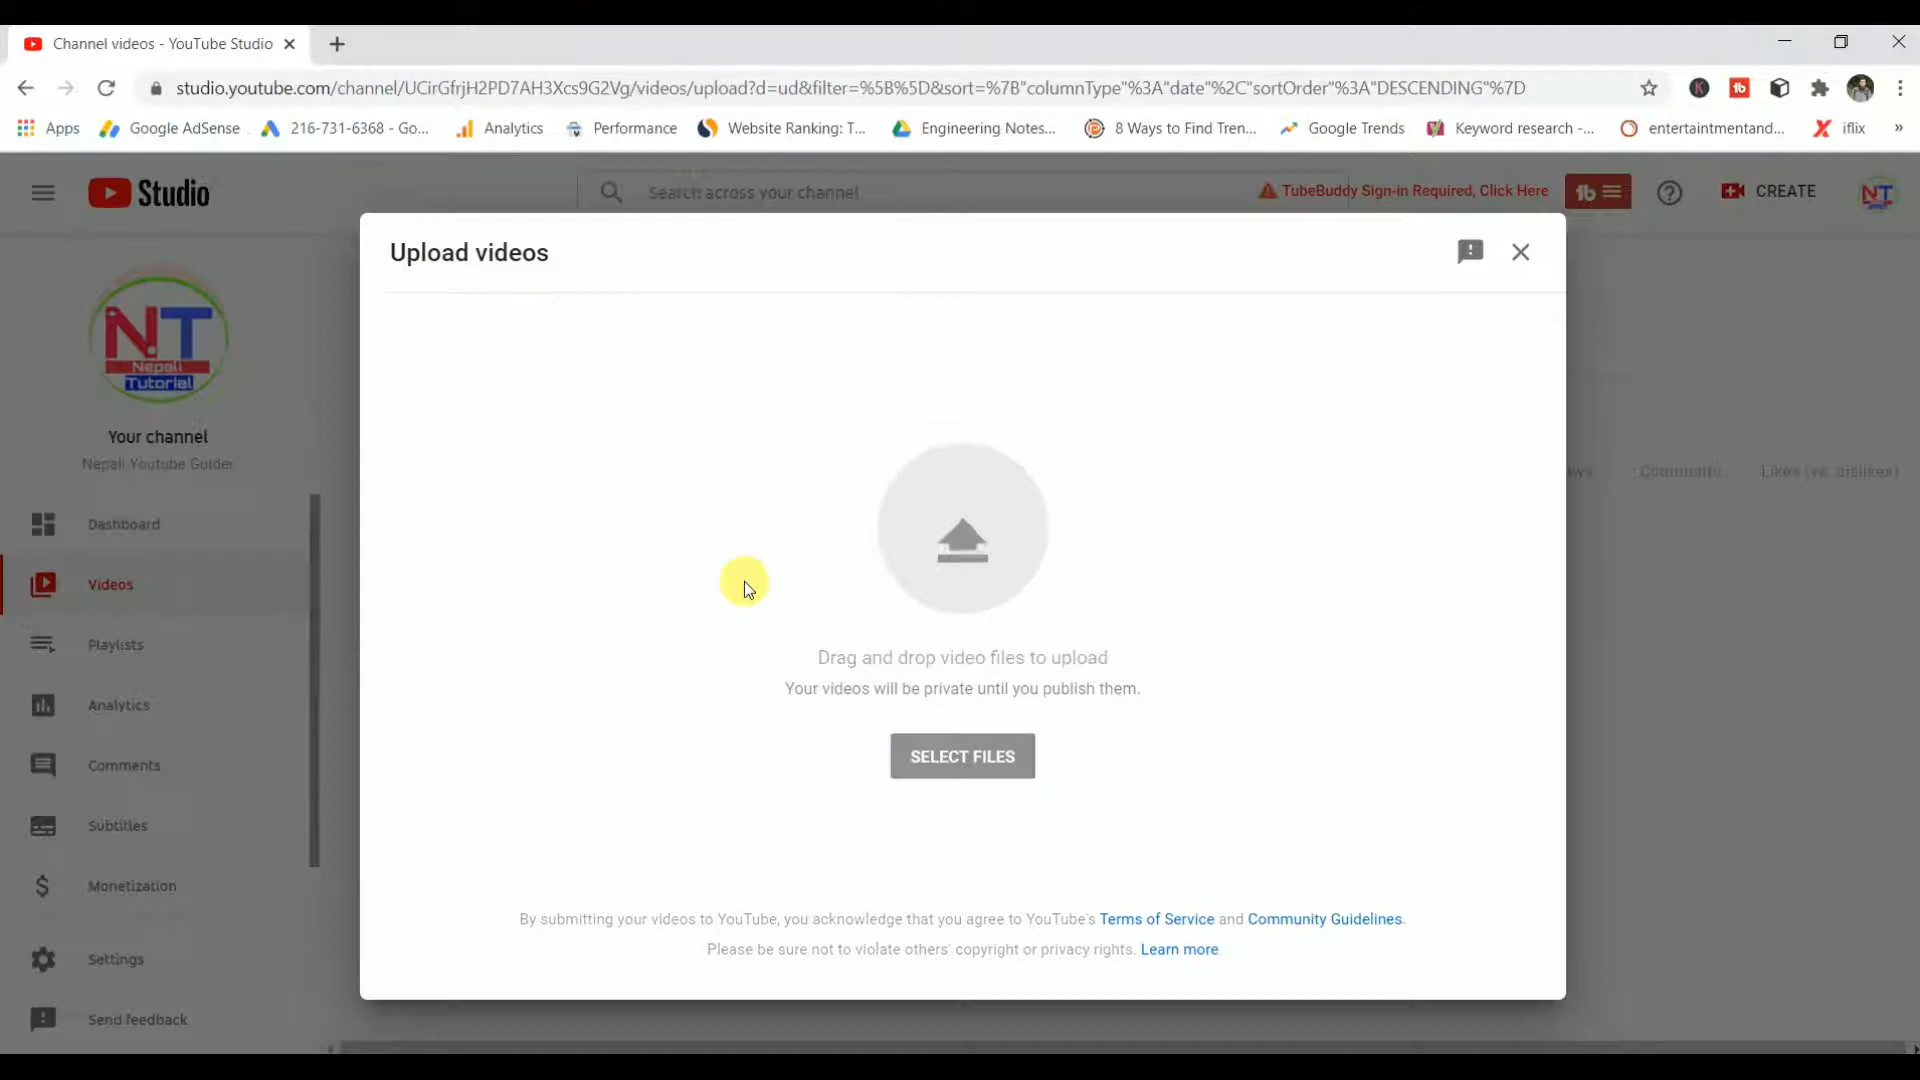 Channel videos - YouTube Studio
studio.youtube.com/channel/UCirGfrjH2PD7AH3Xcs9G2Vg/videos/upload?d=ud&filter=%5B%5D&sort=%7B"columnType"%3A"date"%2C"sortOrder"%3A"DESCENDING"%7D
Apps Google AdSense 216-731-6368 - Go... Analytics Performance Website Ranking: T... Engineering Notes... 8 Ways to Find Tren... Google Trends Keyword research -... entertaintmentand... iflix »
Studio Search across your channel TubeBuddy Sign-in Required, Click Here tb CREATE NT
Upload videos
NT
Nepali
Tutorial
Your channel
Nepali Youtube Guider
Comments Likes (vs. dislikes)
Dashboard
Videos
Playlists
Analytics
Comments
Subtitles
Monetization
Settings
Send feedback
Drag and drop video files to upload
Your videos will be private until you publish them.
SELECT FILES
By submitting your videos to YouTube, you acknowledge that you agree to YouTube's Terms of Service and Community Guidelines.
Please be sure not to violate others' copyright or privacy rights. Learn more